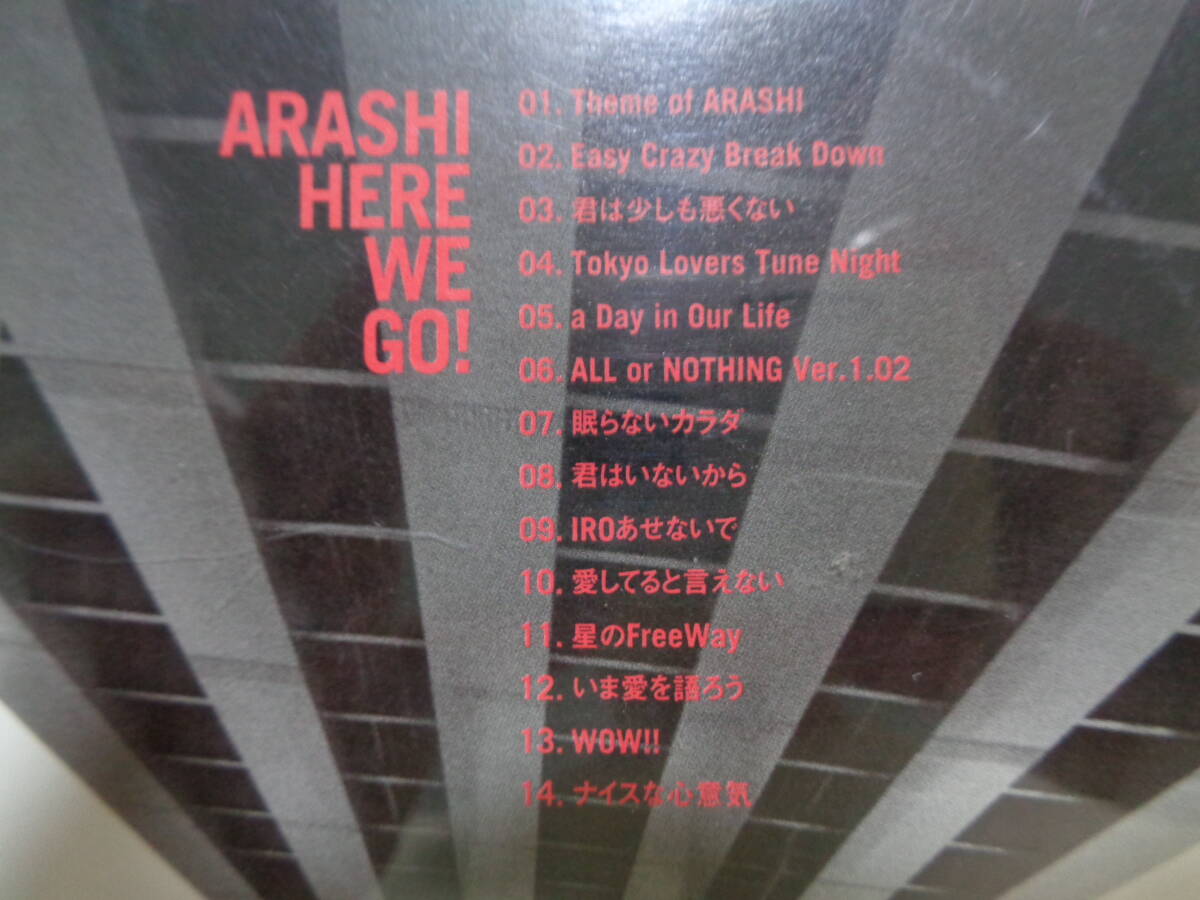 ARASHI
HERE
WE
GO!
01. Theme of ARASHI
02. Easy Crazy Break Down
03. 君は少しも悪くない
04. Tokyo Lovers Tune Night
05. a Day in Our Life
06. ALL or NOTHING Ver.1.02
07. 眠らないカラダ
08. 君はいないから
09. IROあせないで
10. 愛してると言えない
11. 星のFreeWay
12. いま愛を語ろう
13. WOW!!
14. ナイスな心意気